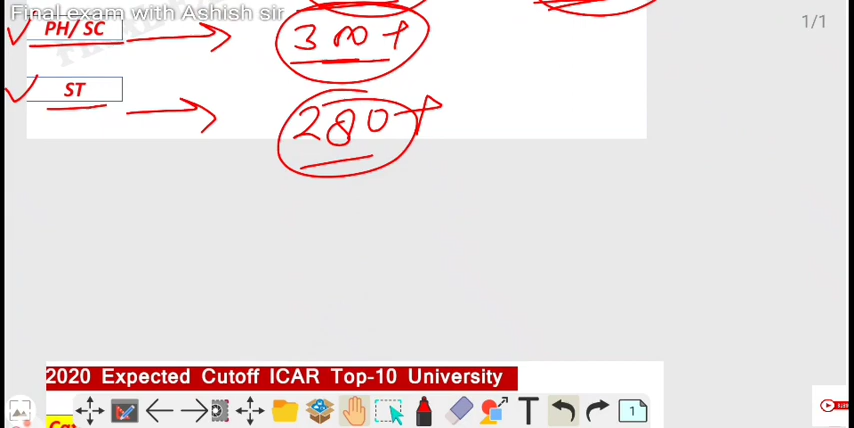 Final exam with Ashish sir
1/1
PH/ SC
300+
ST
280+
2020 Expected Cutoff ICAR Top-10 University
T
1